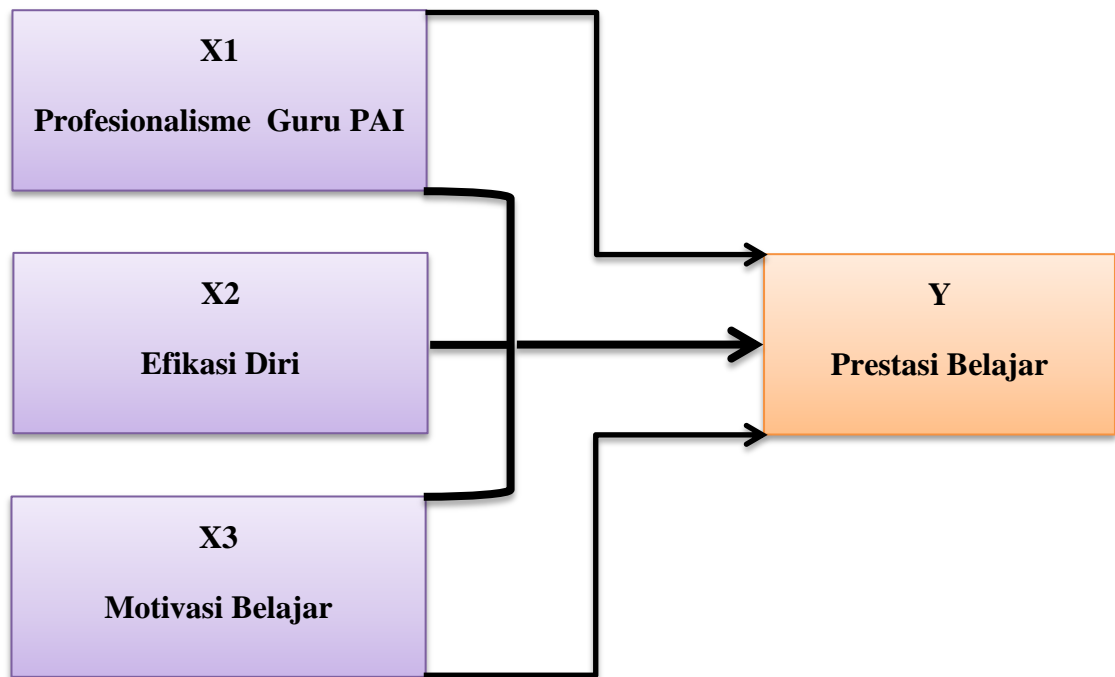 X1
Profesionalisme Guru PAI
X2
Efikasi Diri
X3
Motivasi Belajar
Y
Prestasi Belajar